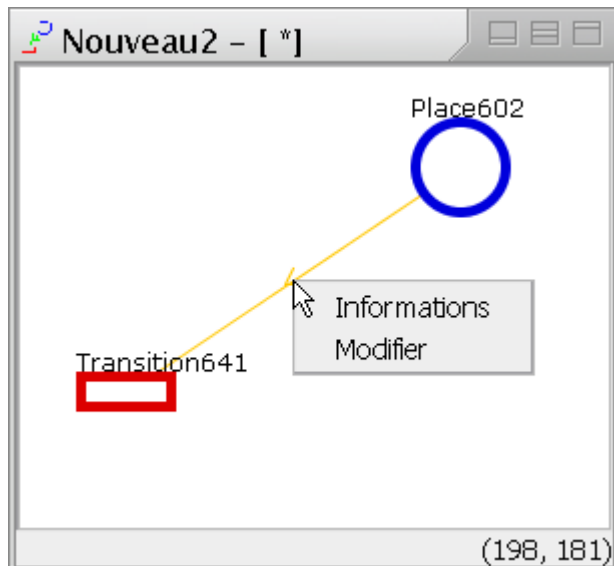 Nouveau2 – [ *]
Place602
Informations
Modifier
Transition641
(198, 181)